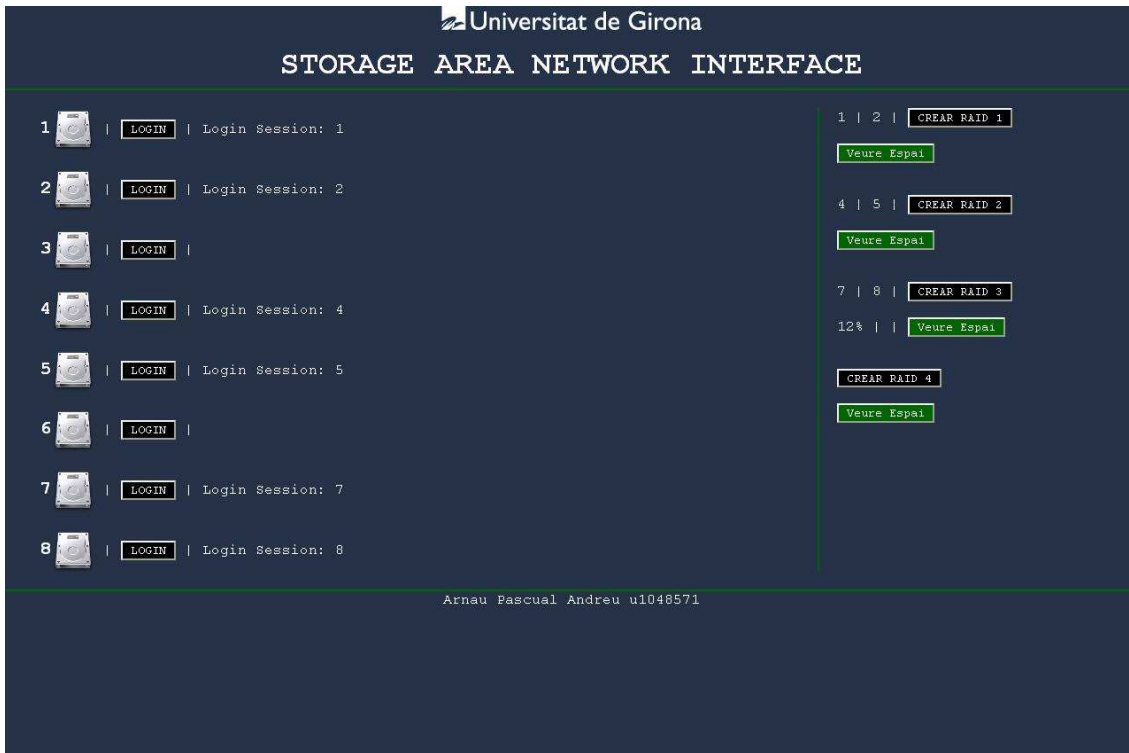 Universitat de Girona
STORAGE AREA NETWORK INTERFACE
1 | LOGIN | Login Session: 1
2 | LOGIN | Login Session: 2
3 | LOGIN |
4 | LOGIN | Login Session: 4
5 | LOGIN | Login Session: 5
6 | LOGIN |
7 | LOGIN | Login Session: 7
8 | LOGIN | Login Session: 8
1 | 2 | CREAR RAID 1
Veure Espai
4 | 5 | CREAR RAID 2
Veure Espai
7 | 8 | CREAR RAID 3
12% | | Veure Espai
CREAR RAID 4
Veure Espai
Arnau Pascual Andreu u1048571